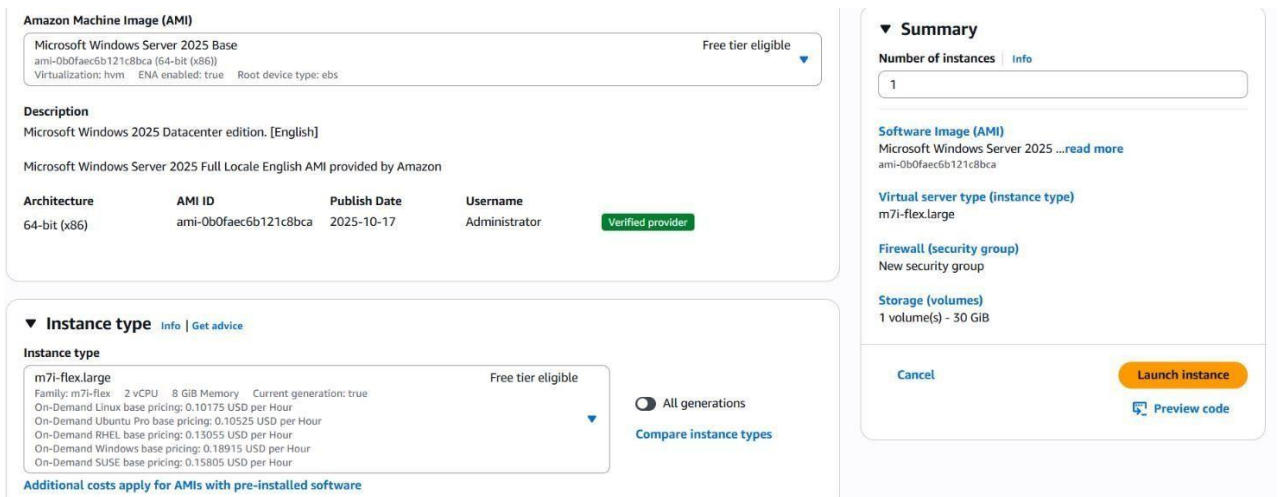 Amazon Machine Image (AMI)
Microsoft Windows Server 2025 Base
Free tier eligible
ami-0b0faec6b121c8bca (64-bit (x86))
Virtualization: hvm ENA enabled: true Root device type: ebs
Description
Microsoft Windows 2025 Datacenter edition. [English]
Microsoft Windows Server 2025 Full Locale English AMI provided by Amazon
Architecture AMI ID Publish Date Username
64-bit (x86) ami-0b0faec6b121c8bca 2025-10-17 Administrator Verified provider
Instance type Info | Get advice
Instance type
m7i-flex.large
Free tier eligible
Family: m7i-flex 2 vCPU 8 GiB Memory Current generation: true
On-Demand Linux base pricing: 0.10175 USD per Hour
On-Demand Ubuntu Pro base pricing: 0.10525 USD per Hour
On-Demand RHEL base pricing: 0.13055 USD per Hour
On-Demand Windows base pricing: 0.18915 USD per Hour
On-Demand SUSE base pricing: 0.15805 USD per Hour
All generations
Compare instance types
Additional costs apply for AMIs with pre-installed software
Summary
Number of instances Info
1
Software Image (AMI)
Microsoft Windows Server 2025 ...read more
ami-0b0faec6b121c8bca
Virtual server type (instance type)
m7i-flex.large
Firewall (security group)
New security group
Storage (volumes)
1 volume(s) - 30 GiB
Cancel
Launch instance
Preview code